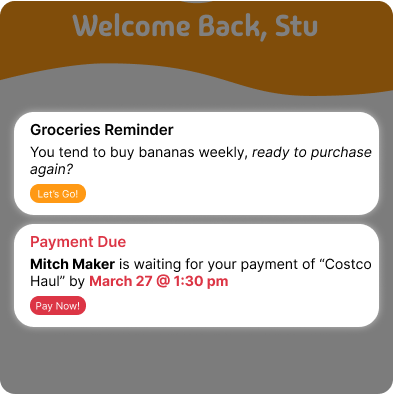 Welcome Back, Stu
Groceries Reminder
You tend to buy bananas weekly, ready to purchase
again?
Let's Go!
Payment Due
Mitch Maker is waiting for your payment of “Costco
Haul” by March 27 @ 1:30 pm
Pay Now!